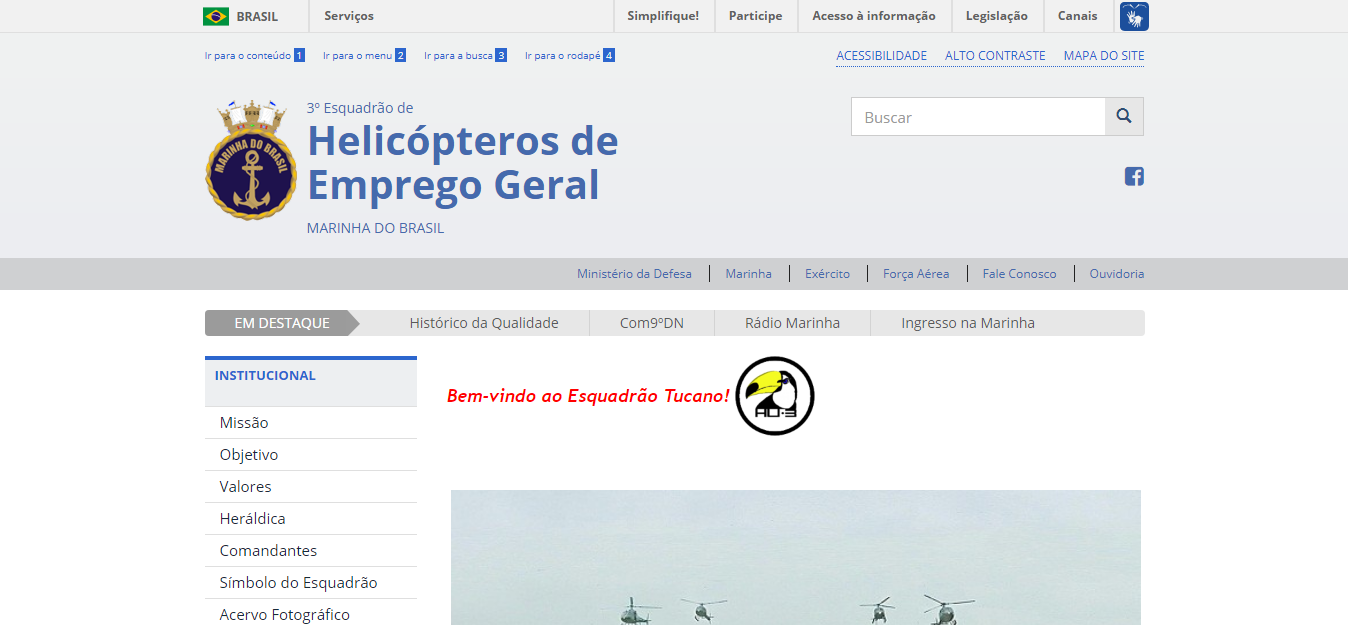 BRASIL
Serviços
Simplifique!
Participe
Acesso à informação
Legislação
Canais
Ir para o conteúdo 1
Ir para o menu 2
Ir para a busca 3
Ir para o rodapé 4
ACESSIBILIDADE
ALTO CONTRASTE
MAPA DO SITE
MARINHA DO BRASIL
3º Esquadrão de
Helicópteros de
Emprego Geral
MARINHA DO BRASIL
Buscar
Ministério da Defesa
Marinha
Exército
Força Aérea
Fale Conosco
Ouvidoria
EM DESTAQUE
Histórico da Qualidade
Com9ºDN
Rádio Marinha
Ingresso na Marinha
INSTITUCIONAL
Missão
Objetivo
Valores
Heráldica
Comandantes
Símbolo do Esquadrão
Acervo Fotográfico
Bem-vindo ao Esquadrão Tucano!